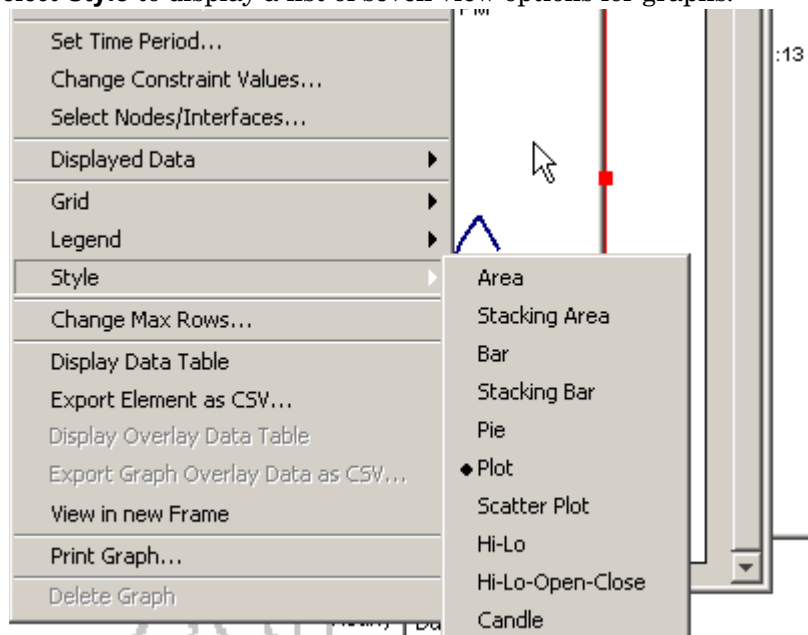 Style to display a list of seven view options for graphs.
PM
:13
Set Time Period...
Change Constraint Values...
Select Nodes/Interfaces...
Displayed Data
Grid
Legend
Style
Change Max Rows...
Display Data Table
Export Element as CSV...
Display Overlay Data Table
Export Graph Overlay Data as CSV...
View in new Frame
Print Graph...
Delete Graph
Area
Stacking Area
Bar
Stacking Bar
Pie
Plot
Scatter Plot
Hi-Lo
Hi-Lo-Open-Close
Candle